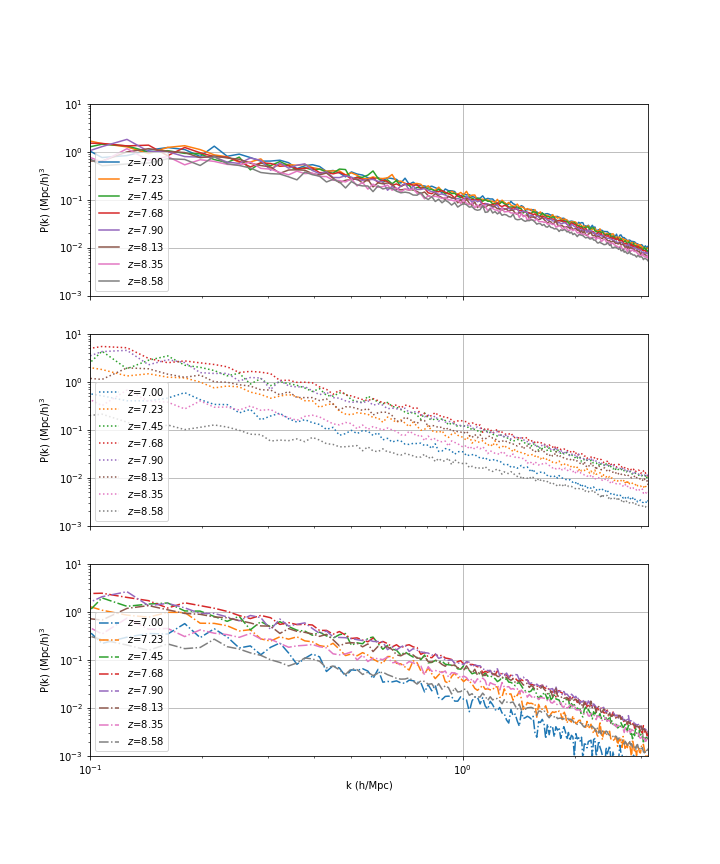 10¹
10⁰
10⁻¹
10⁻²
10⁻³
P(k) (Mpc/h)³
z=7.00
z=7.23
z=7.45
z=7.68
z=7.90
z=8.13
z=8.35
z=8.58
10¹
10⁰
10⁻¹
10⁻²
10⁻³
P(k) (Mpc/h)³
z=7.00
z=7.23
z=7.45
z=7.68
z=7.90
z=8.13
z=8.35
z=8.58
10¹
10⁰
10⁻¹
10⁻²
10⁻³
P(k) (Mpc/h)³
z=7.00
z=7.23
z=7.45
z=7.68
z=7.90
z=8.13
z=8.35
z=8.58
10⁻¹ 10⁰
k (h/Mpc)